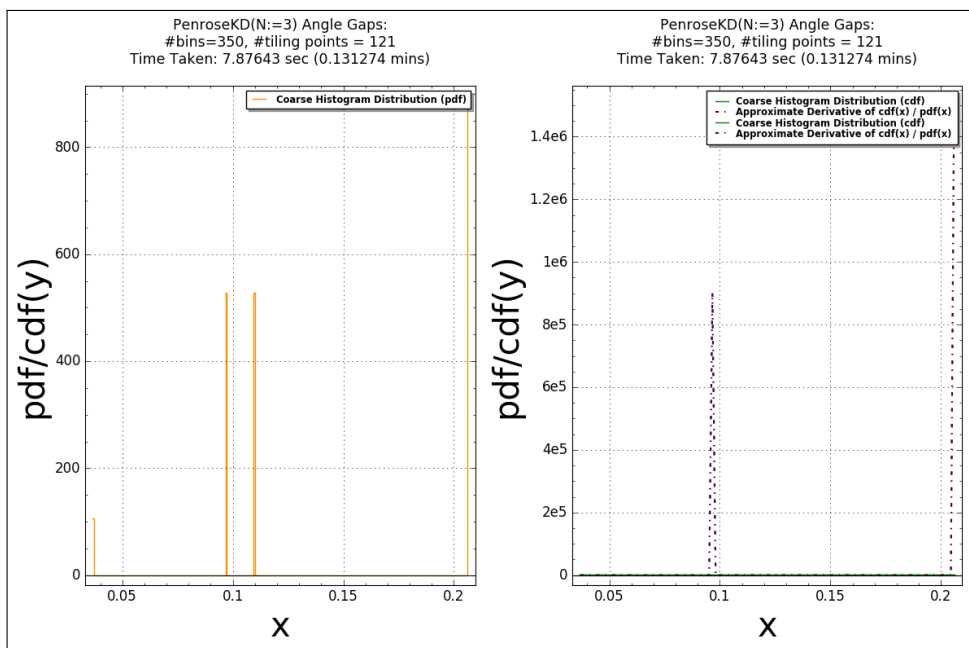 PenroseKD(N:=3) Angle Gaps:
#bins=350, #tiling points = 121
Time Taken: 7.87643 sec (0.131274 mins)
Coarse Histogram Distribution (pdf)
800
600
400
200
0
0.05
0.1
0.15
0.2
pdf/cdf(y)
x
PenroseKD(N:=3) Angle Gaps:
#bins=350, #tiling points = 121
Time Taken: 7.87643 sec (0.131274 mins)
Coarse Histogram Distribution (cdf)
Approximate Derivative of cdf(x) / pdf(x)
Coarse Histogram Distribution (cdf)
Approximate Derivative of cdf(x) / pdf(x)
1.4e6
1.2e6
1e6
8e5
6e5
4e5
2e5
0
0.05
0.1
0.15
0.2
pdf/cdf(y)
x